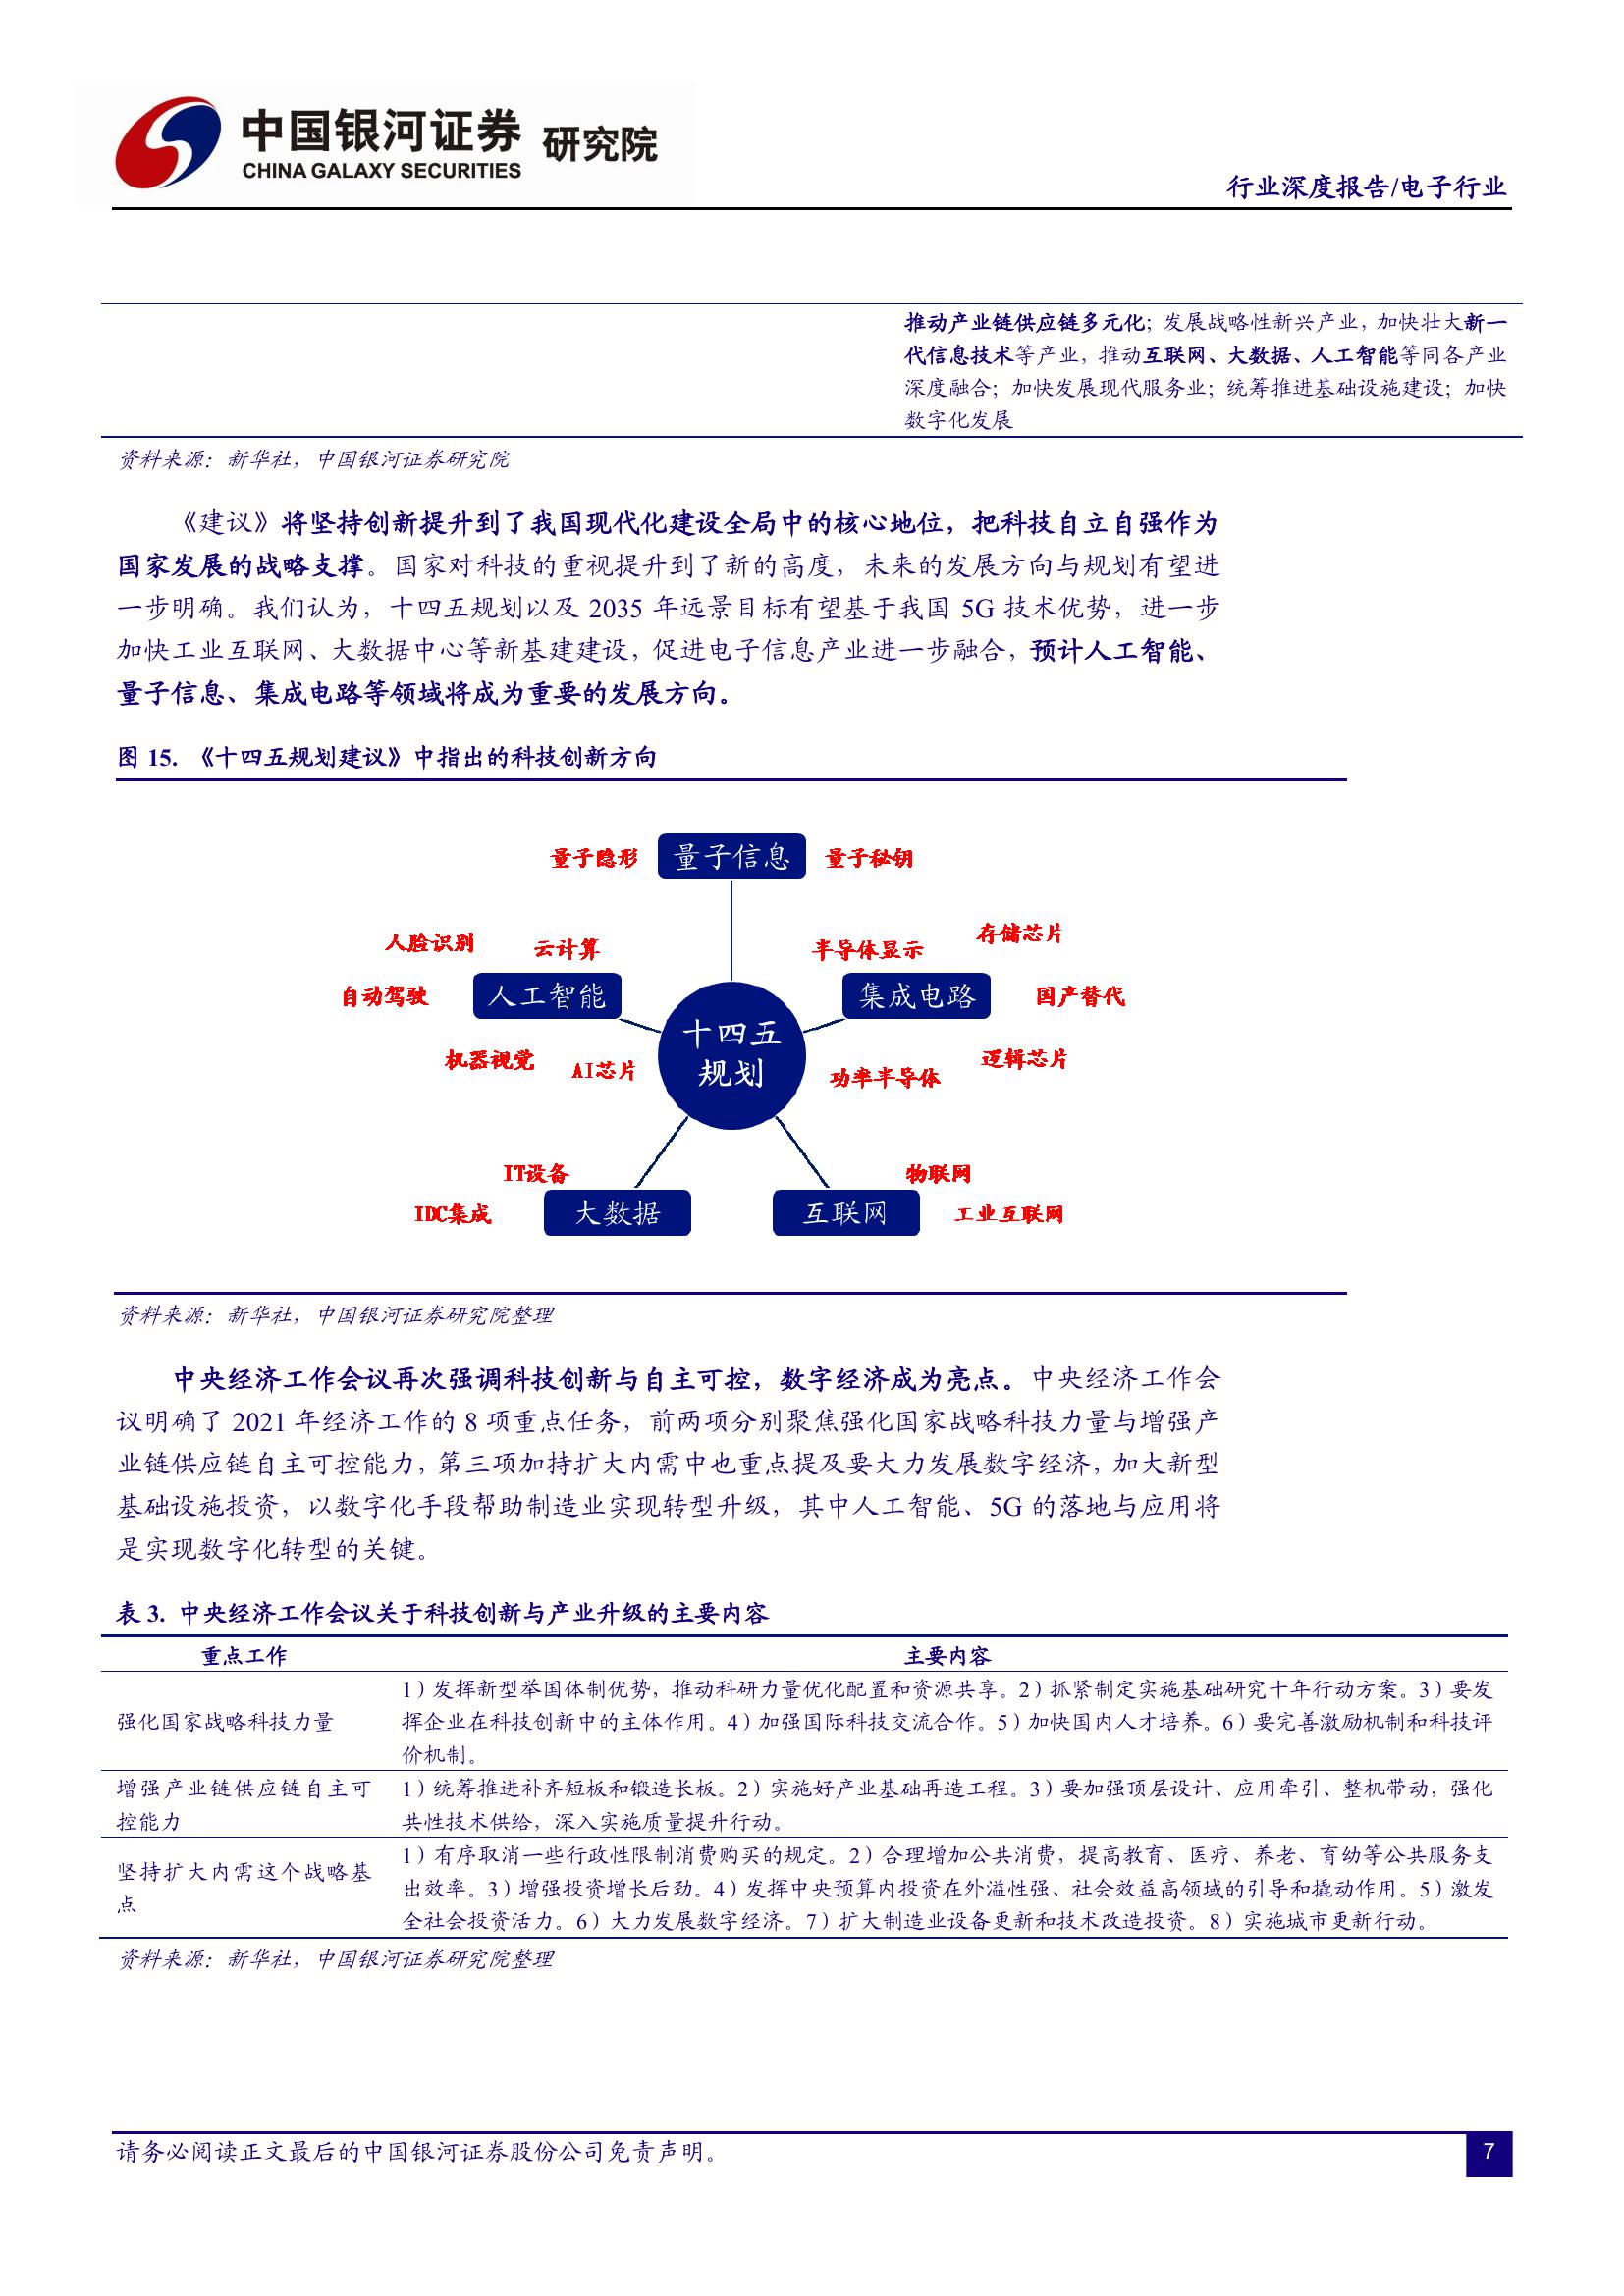 中国银河证券 研究院
CHINA GALAXY SECURITIES
行业深度报告/电子行业
推动产业链供应链多元化；发展战略性新兴产业，加快壮大新一
代信息技术等产业，推动互联网、大数据、人工智能等同各产业
深度融合；加快发展现代服务业；统筹推进基础设施建设；加快
数字化发展
资料来源：新华社，中国银河证券研究院
《建议》将坚持创新提升到了我国现代化建设全局中的核心地位，把科技自立自强作为
国家发展的战略支撑。国家对科技的重视提升到了新的高度，未来的发展方向与规划有望进
一步明确。我们认为，十四五规划以及 2035 年远景目标有望基于我国 5G 技术优势，进一步
加快工业互联网、大数据中心等新基建建设，促进电子信息产业进一步融合，预计人工智能、
量子信息、集成电路等领域将成为重要的发展方向。
图 15. 《十四五规划建议》中指出的科技创新方向
量子隐形 量子信息 量子秘钥
人脸识别 云计算 半导体显示 存储芯片
自动驾驶 人工智能 集成电路 国产替代
十四五
规划
机器视觉 AI芯片 功率半导体 逻辑芯片
IT设备 物联网
IDC集成 大数据 互联网 工业互联网
资料来源：新华社，中国银河证券研究院整理
中央经济工作会议再次强调科技创新与自主可控，数字经济成为亮点。中央经济工作会
议明确了 2021 年经济工作的 8 项重点任务，前两项分别聚焦强化国家战略科技力量与增强产
业链供应链自主可控能力，第三项加持扩大内需中也重点提及要大力发展数字经济，加大新型
基础设施投资，以数字化手段帮助制造业实现转型升级，其中人工智能、5G 的落地与应用将
是实现数字化转型的关键。
表 3. 中央经济工作会议关于科技创新与产业升级的主要内容
重点工作 主要内容
强化国家战略科技力量
1）发挥新型举国体制优势，推动科研力量优化配置和资源共享。2）抓紧制定实施基础研究十年行动方案。3）要发
挥企业在科技创新中的主体作用。4）加强国际科技交流合作。5）加快国内人才培养。6）要完善激励机制和科技评
价机制。
增强产业链供应链自主可
控能力
1）统筹推进补齐短板和锻造长板。2）实施好产业基础再造工程。3）要加强顶层设计、应用牵引、整机带动，强化
共性技术供给，深入实施质量提升行动。
坚持扩大内需这个战略基
点
1）有序取消一些行政性限制消费购买的规定。2）合理增加公共消费，提高教育、医疗、养老、育幼等公共服务支
出效率。3）增强投资增长后劲。4）发挥中央预算内投资在外溢性强、社会效益高领域的引导和撬动作用。5）激发
全社会投资活力。6）大力发展数字经济。7）扩大制造业设备更新和技术改造投资。8）实施城市更新行动。
资料来源：新华社，中国银河证券研究院整理
请务必阅读正文最后的中国银河证券股份公司免责声明。
7